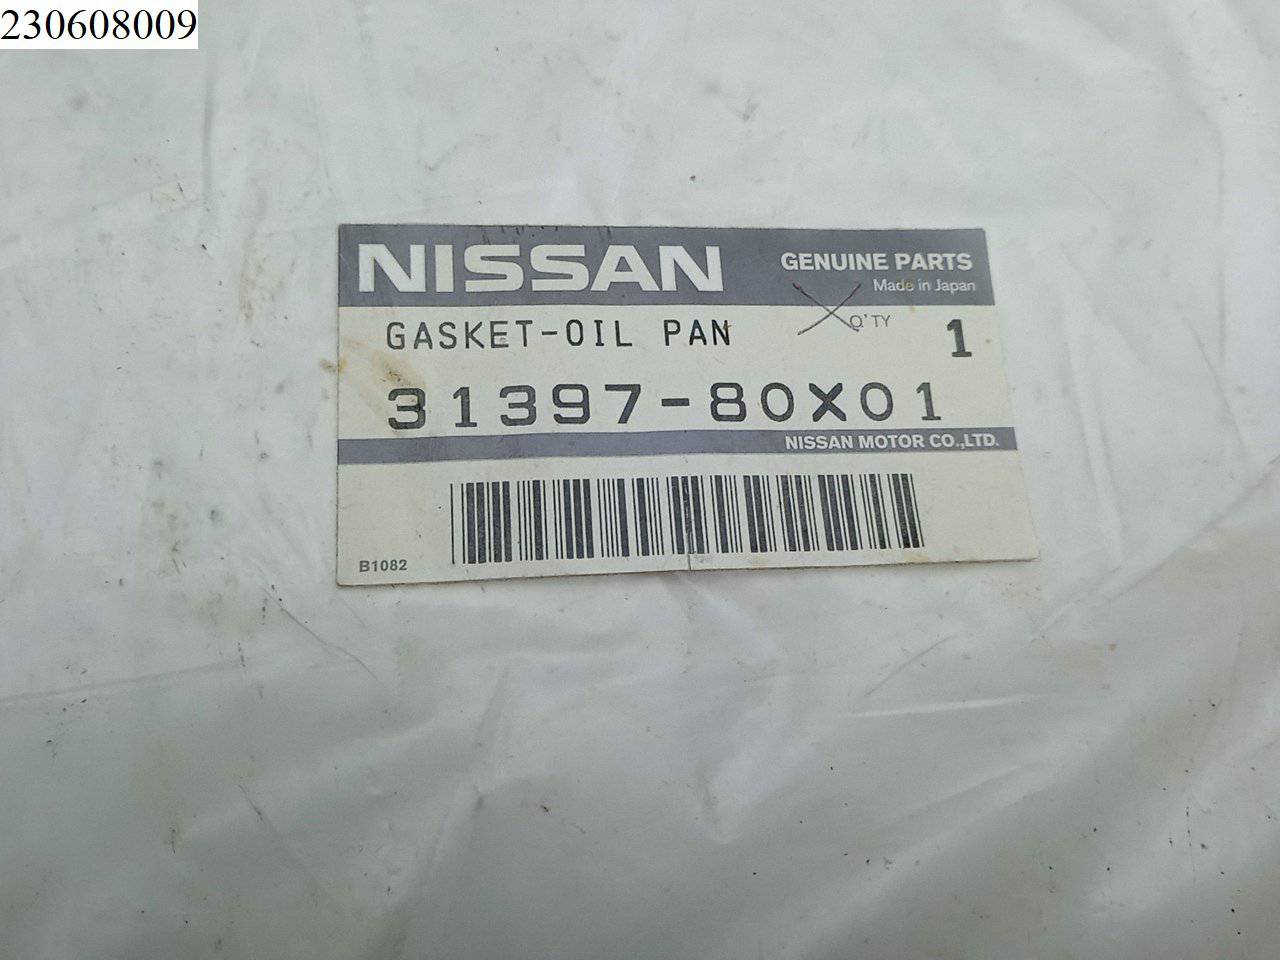 230608009
NISSAN
GENUINE PARTS
Made in Japan
GASKET-OIL PAN
Q'TY 1
31397-80X01
NISSAN MOTOR CO.,LTD.
B1082